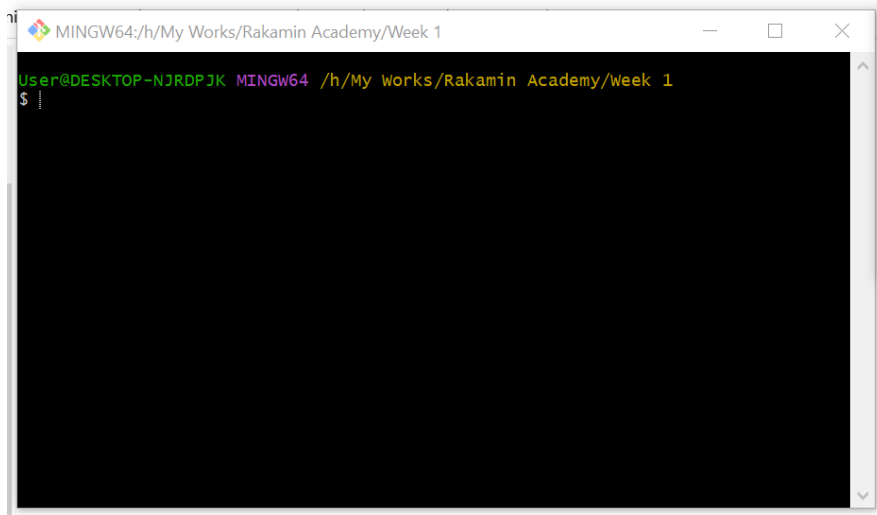 MINGW64:/h/My Works/Rakamin Academy/Week 1
User@DESKTOP-NJRDPJK MINGW64 /h/My Works/Rakamin Academy/Week 1
$